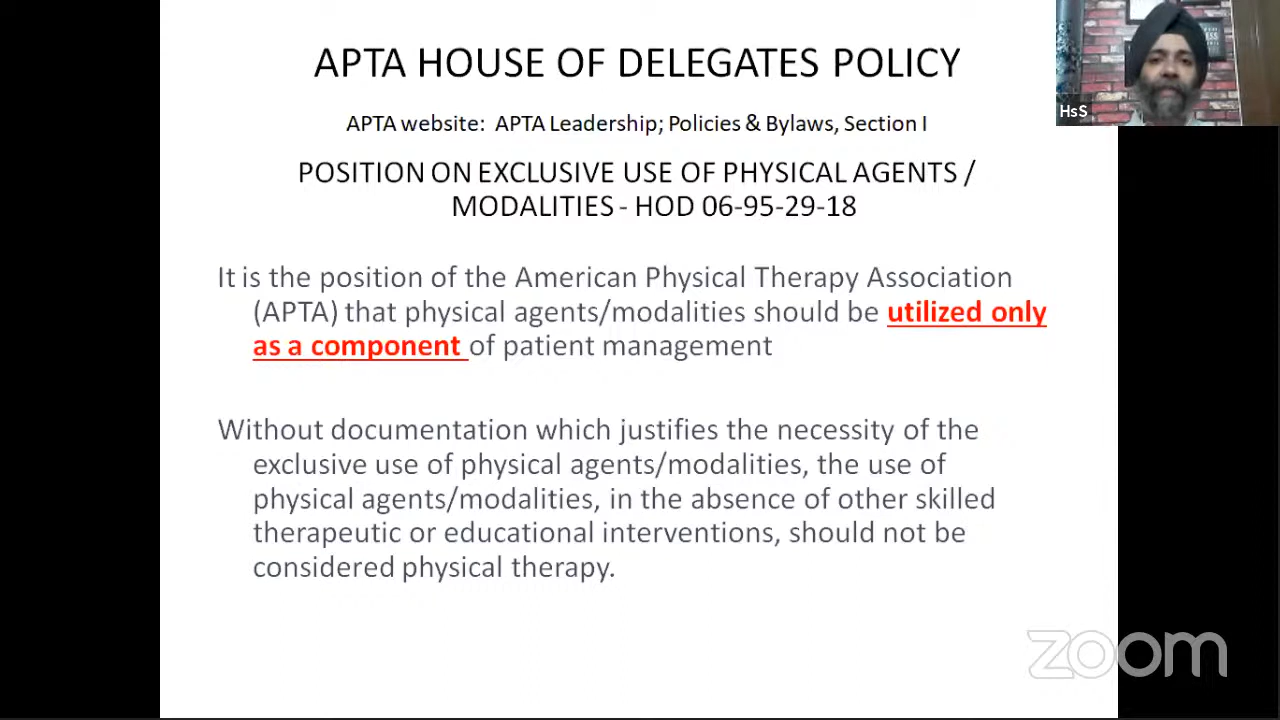 APTA HOUSE OF DELEGATES POLICY
APTA website: APTA Leadership; Policies & Bylaws, Section I
POSITION ON EXCLUSIVE USE OF PHYSICAL AGENTS /
MODALITIES - HOD 06-95-29-18
It is the position of the American Physical Therapy Association
(APTA) that physical agents/modalities should be utilized only
as a component of patient management
Without documentation which justifies the necessity of the
exclusive use of physical agents/modalities, the use of
physical agents/modalities, in the absence of other skilled
therapeutic or educational interventions, should not be
considered physical therapy.
HsS
zoom